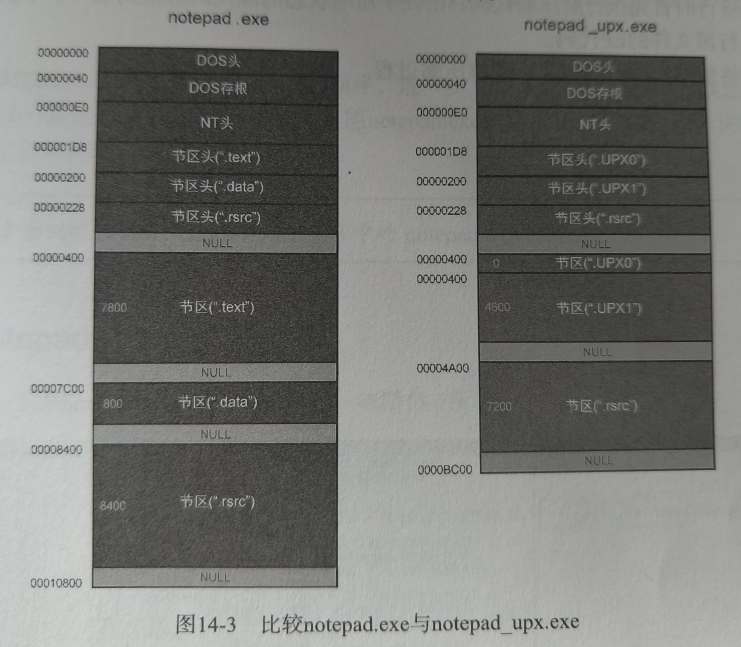 notepad .exe
00000000
DOS头
00000040
DOS存根
000000E0
NT头
000001D8
节区头(“.text”)
00000200
节区头(“.data”)
00000228
节区头(“.rsrc”)
NULL
00000400
7800
节区(“.text”)
NULL
00007C00
800
节区(“.data”)
NULL
00008400
8400
节区(“.rsrc”)
NULL
00010800
notepad _upx.exe
00000000
DOS头
00000040
DOS存根
000000E0
NT头
000001D8
节区头(“.UPX0”)
00000200
节区头(“.UPX1”)
00000228
节区头(“.rsrc”)
NULL
00000400
0
节区(“.UPX0”)
00000400
4600
节区(“.UPX1”)
NULL
00004A00
7200
节区(“.rsrc”)
NULL
0000BC00
图14-3 比较notepad.exe与notepad_upx.exe